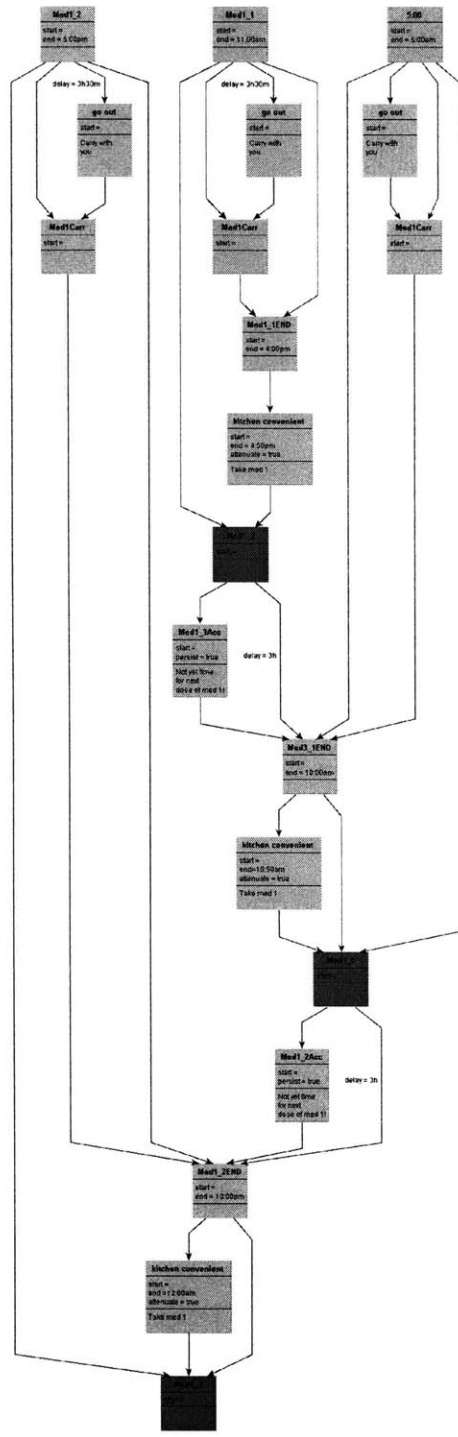 Med1_2
start =
end = 5:00pm
Med1_1
start =
end = 11:00am
5:00
start =
end = 5:00am
delay = 3h30m
delay = 3h30m
go out
start =
Carry with
you
go out
start =
Carry with
you
go out
start =
Carry with
you
Med1Carr
start =
Med1Carr
start =
Med1Carr
start =
Med1_1END
start =
end = 4:00pm
kitchen convenient
start =
end = 4:50pm
attenuate = true
Take med 1
Med1_3Acc
start =
persist = true
Not yet time
for next
dose of med 1!
delay = 3h
Med3_1END
start =
end = 10:00am
kitchen convenient
start =
end=10:50am
attenuate = true
Take med 1
Med1_2Acc
start =
persist = true
Not yet time
for next
dose of med 1!
delay = 3h
Med1_2END
start =
end = 10:00pm
kitchen convenient
start =
end =12:00am
attenuate = true
Take med 1